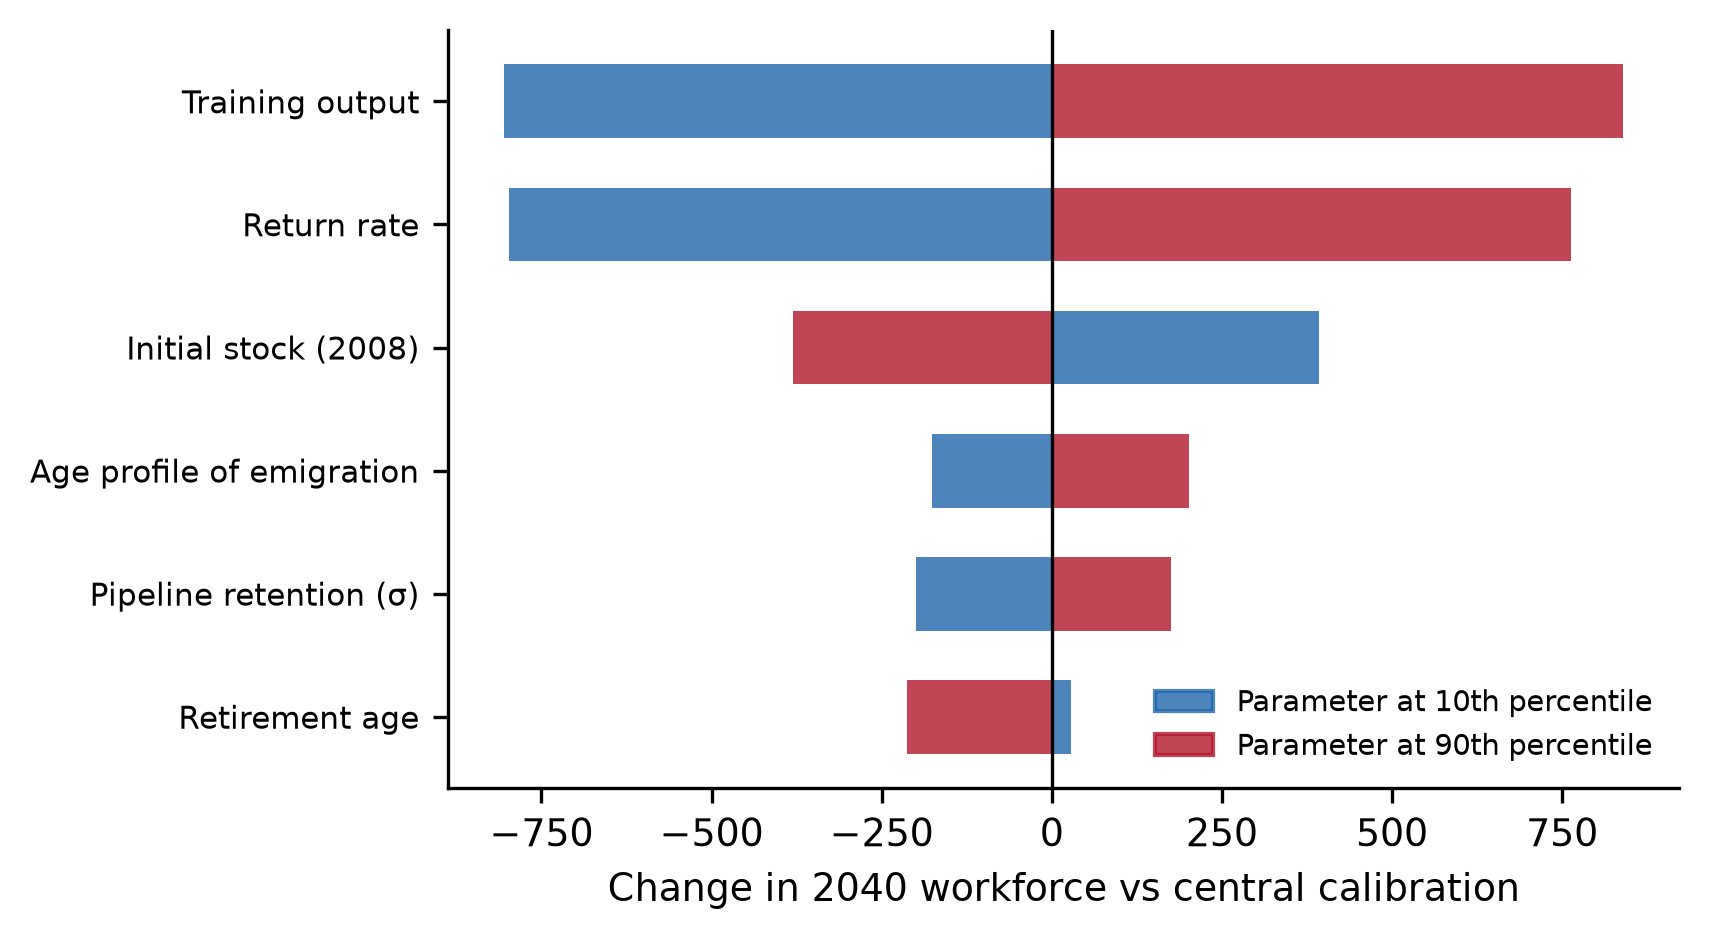 Training output
Return rate
Initial stock (2008)
Age profile of emigration
Pipeline retention (σ)
Retirement age
Parameter at 10th percentile
Parameter at 90th percentile
−750 −500 −250 0 250 500 750
Change in 2040 workforce vs central calibration